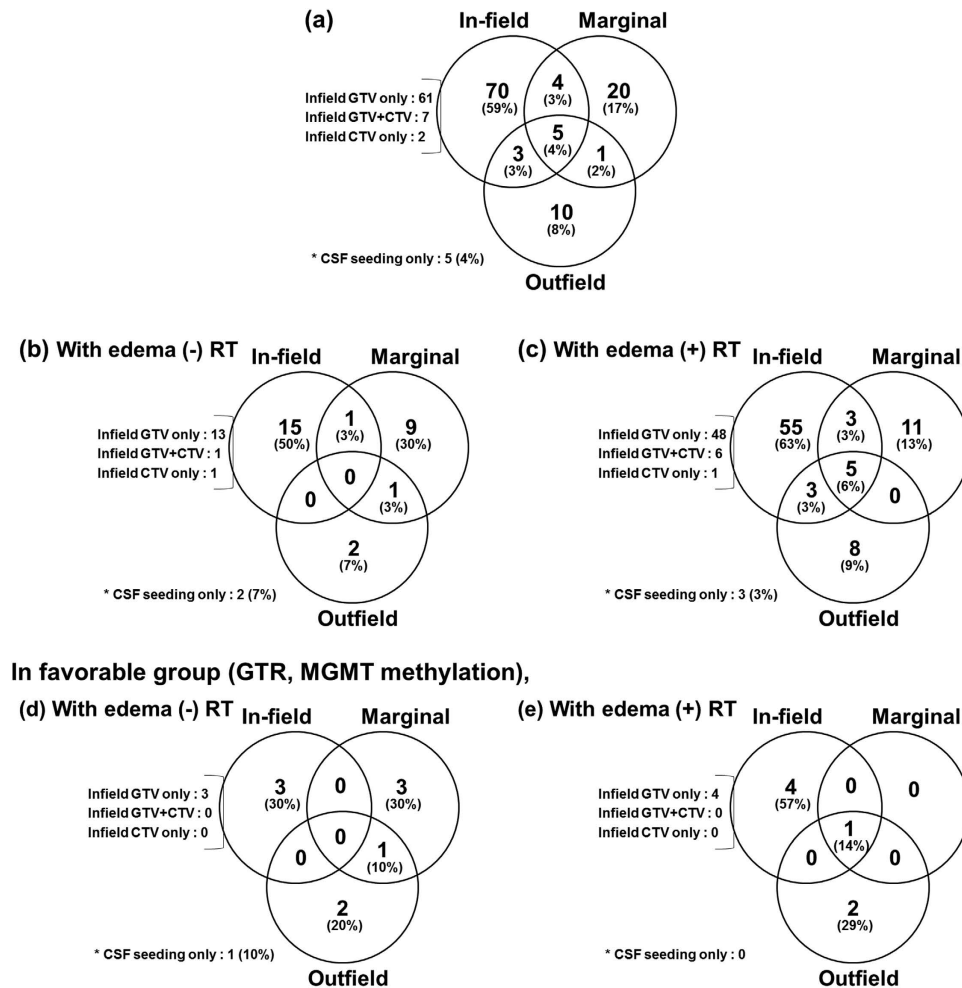 (a)
In-field Marginal
Infield GTV only : 61
Infield GTV+CTV : 7
Infield CTV only : 2
70
(59%)
4
(3%)
20
(17%)
5
(4%)
3
(3%)
1
(2%)
10
(8%)
* CSF seeding only : 5 (4%)
Outfield
(b) With edema (-) RT
In-field Marginal
Infield GTV only : 13
Infield GTV+CTV : 1
Infield CTV only : 1
15
(50%)
1
(3%)
9
(30%)
0
0
1
(3%)
2
(7%)
* CSF seeding only : 2 (7%)
Outfield
(c) With edema (+) RT
In-field Marginal
Infield GTV only : 48
Infield GTV+CTV : 6
Infield CTV only : 1
55
(63%)
3
(3%)
11
(13%)
5
(6%)
3
(3%)
0
8
(9%)
* CSF seeding only : 3 (3%)
Outfield
In favorable group (GTR, MGMT methylation),
(d) With edema (-) RT
In-field Marginal
Infield GTV only : 3
Infield GTV+CTV : 0
Infield CTV only : 0
3
(30%)
0
3
(30%)
0
0
1
(10%)
2
(20%)
* CSF seeding only : 1 (10%)
Outfield
(e) With edema (+) RT
In-field Marginal
Infield GTV only : 4
Infield GTV+CTV : 0
Infield CTV only : 0
4
(57%)
0
0
1
(14%)
0
0
2
(29%)
* CSF seeding only : 0
Outfield